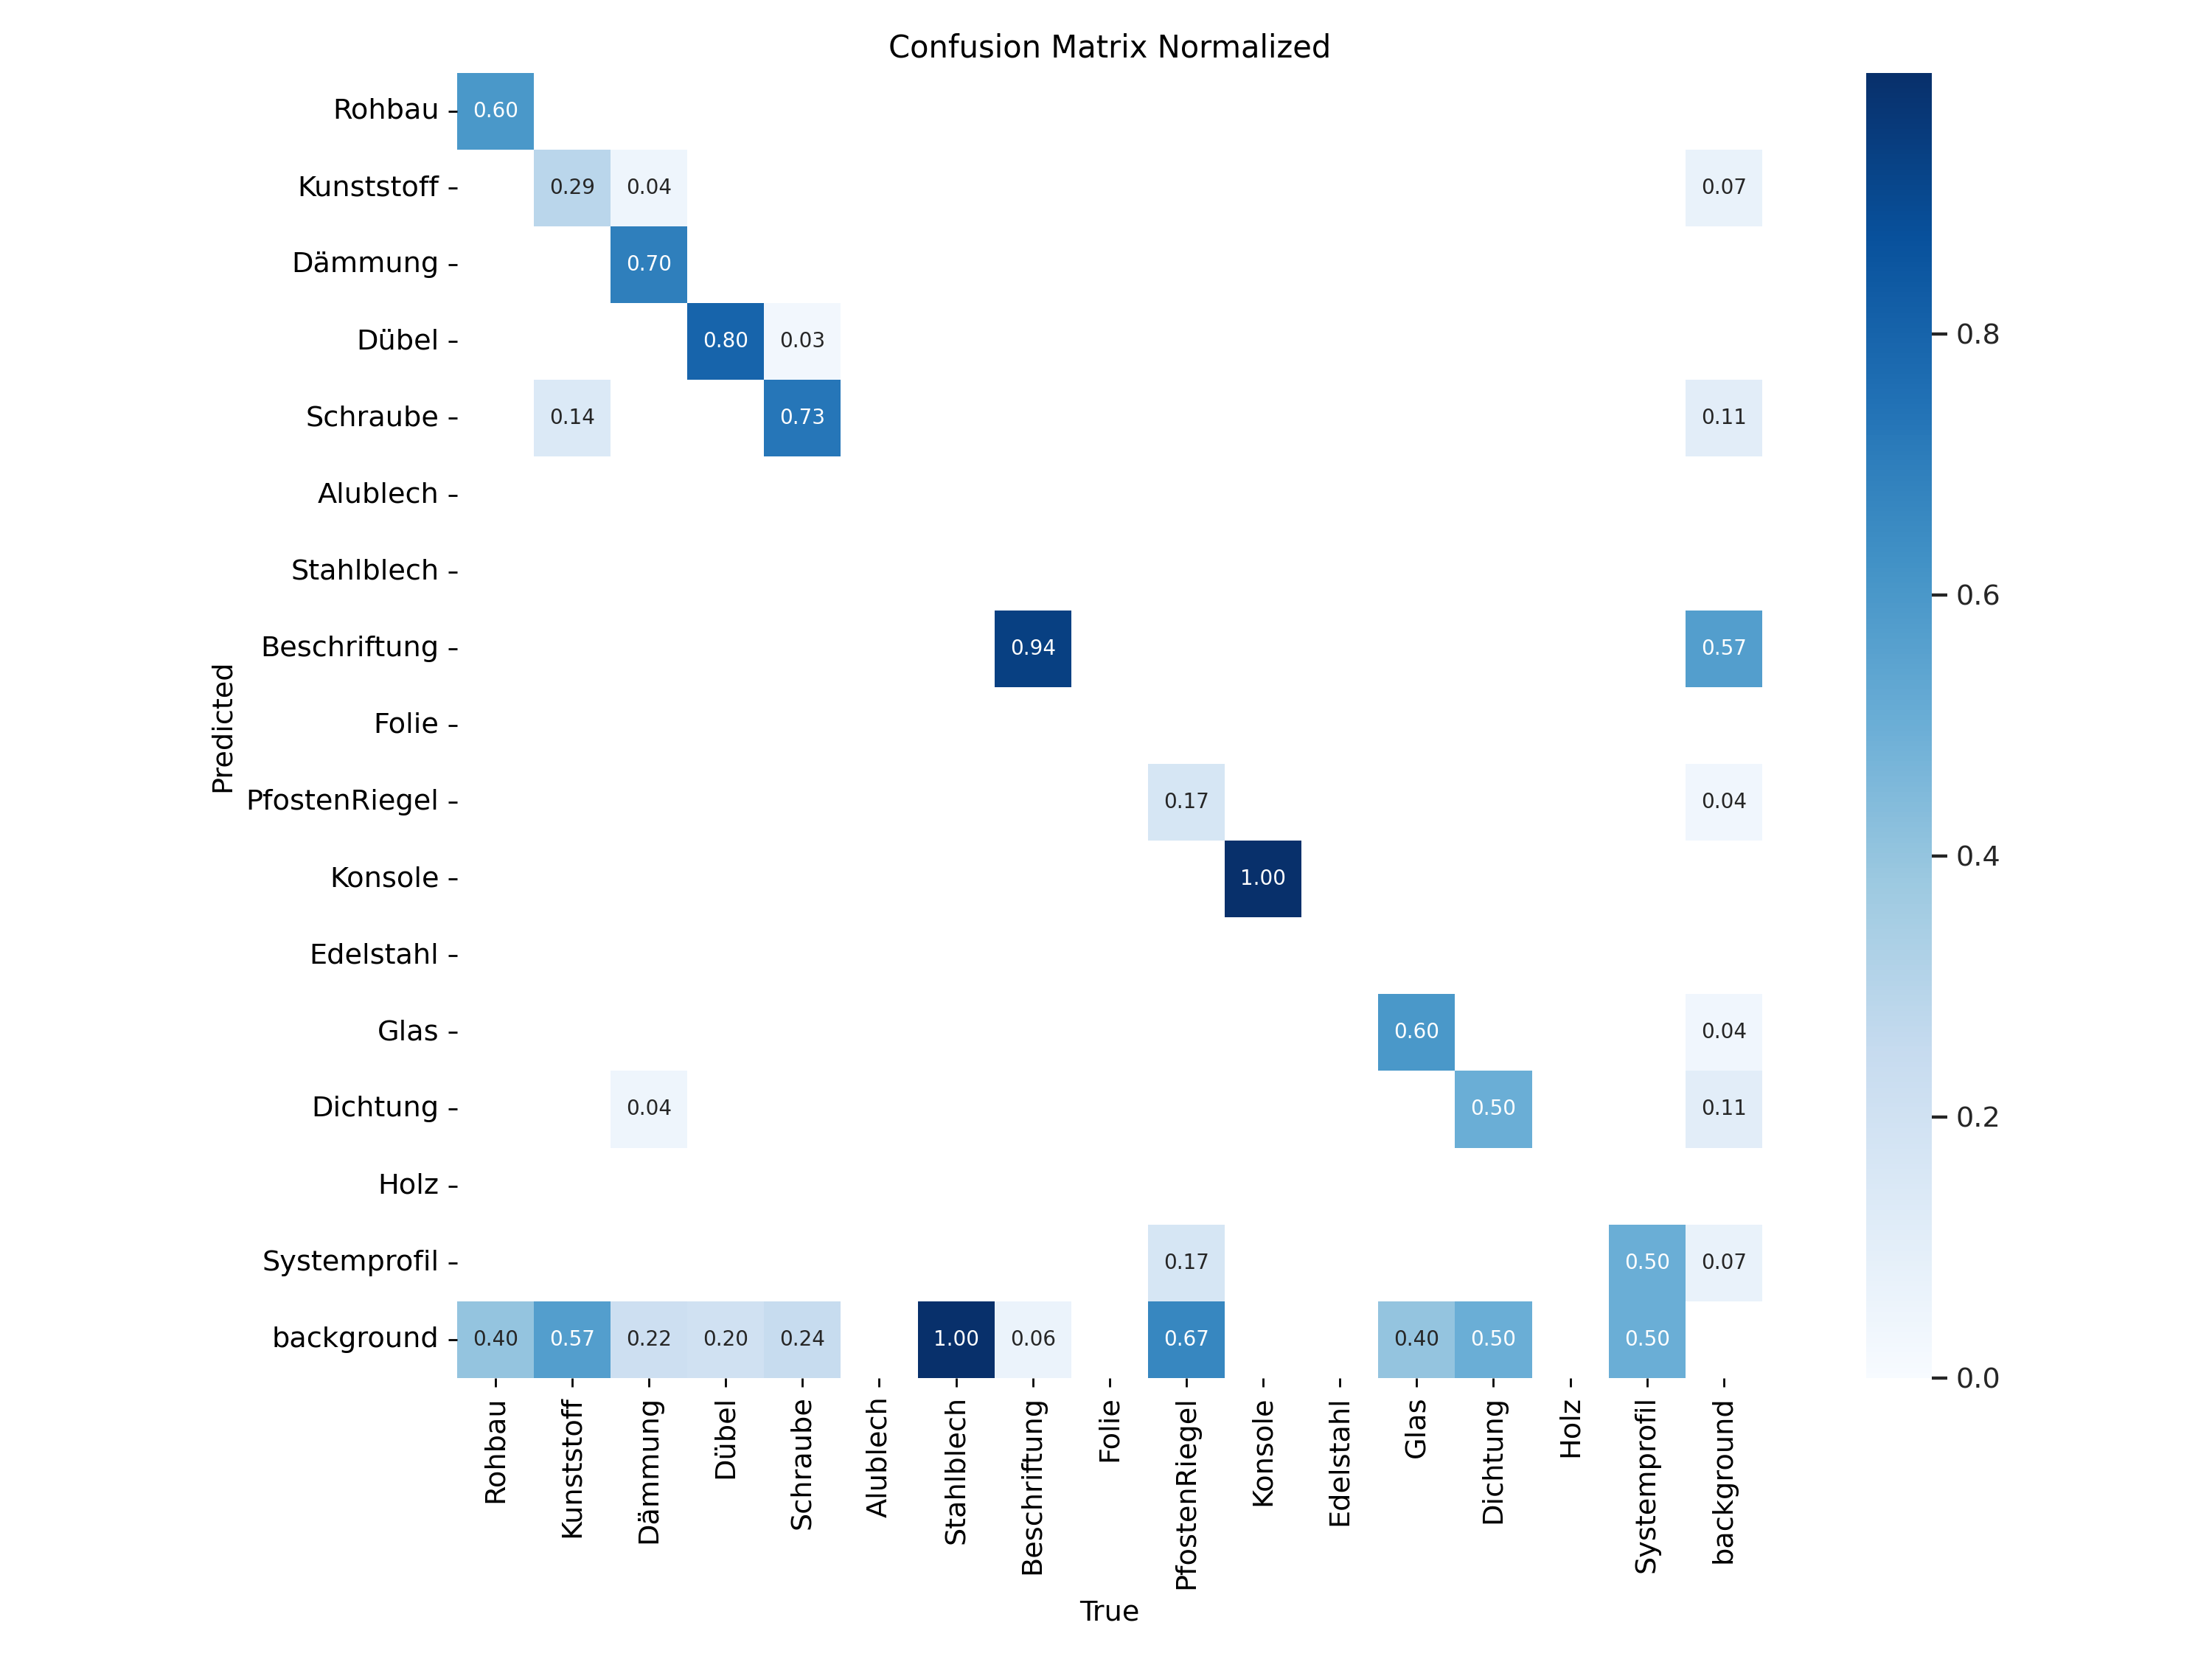 Confusion Matrix Normalized
Rohbau
0.60
Kunststoff
0.29 0.04 0.07
Dämmung
0.70
Dübel
0.80 0.03
0.8
Schraube
0.14 0.73 0.11
Alublech
Stahlblech
0.6
Beschriftung
0.94 0.57
Predicted
Folie
PfostenRiegel
0.17 0.04
0.4
Konsole
1.00
Edelstahl
Glas
0.60 0.04
Dichtung
0.04 0.50 0.11
0.2
Holz
Systemprofil
0.17 0.50 0.07
background
0.40 0.57 0.22 0.20 0.24 1.00 0.06 0.67 0.40 0.50 0.50
0.0
Rohbau
Kunststoff
Dämmung
Dübel
Schraube
Alublech
Stahlblech
Beschriftung
Folie
PfostenRiegel
Konsole
Edelstahl
Glas
Dichtung
Holz
Systemprofil
background
True